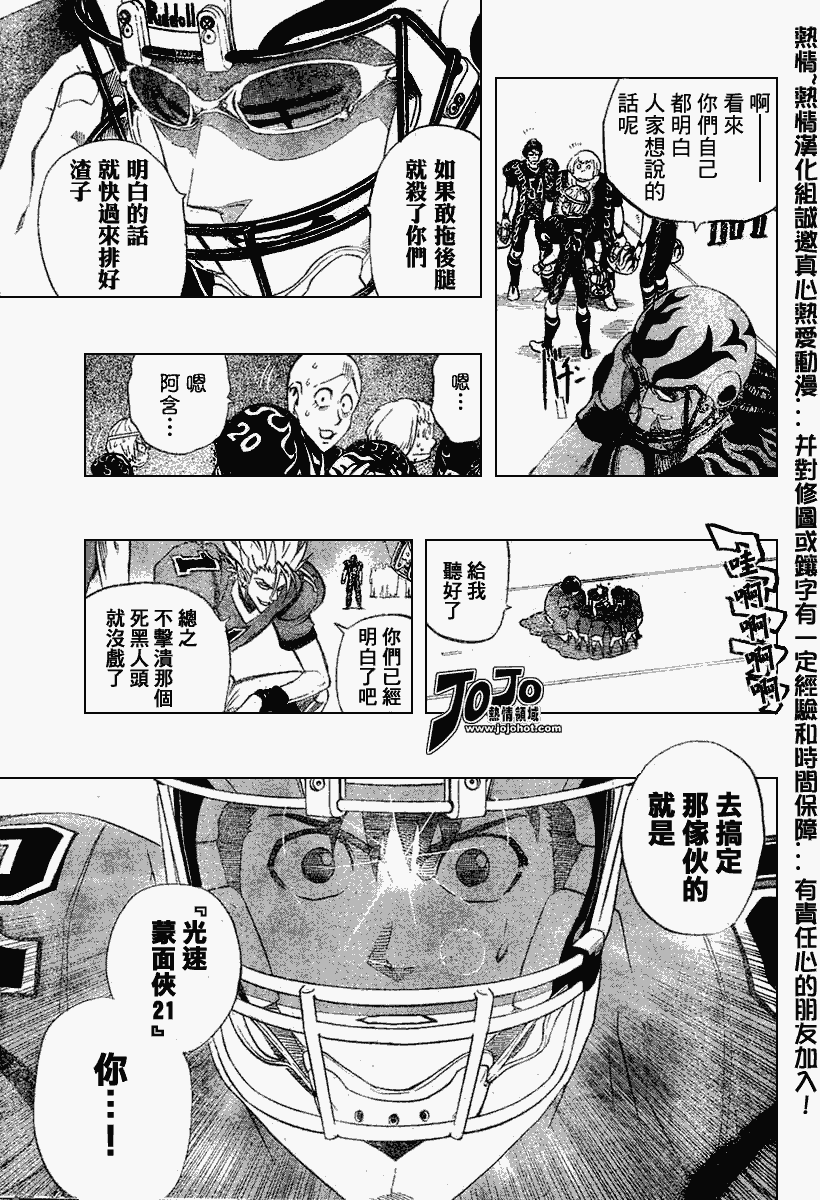 啊——
看來
你們自己
都明白
人家想說的
話呢
如果敢拖後腿
就殺了你們
明白的話
就快過來排好
渣子
Riddell
嗯…
嗯
阿含…
20
哇啊啊啊啊
給我
聽好了
你們已經
明白了吧
總之
不擊潰那個
死黑人頭
就沒戲了
1
JOJO
熱情領域
www.jojohot.com
去搞定
那傢伙的
就是
『光速
蒙面俠21』
你…！
熱情~熱情漢化組誠邀真心熱愛動漫…并對修圖或鑲字有一定經驗和時間保障…有責任心的朋友加入！